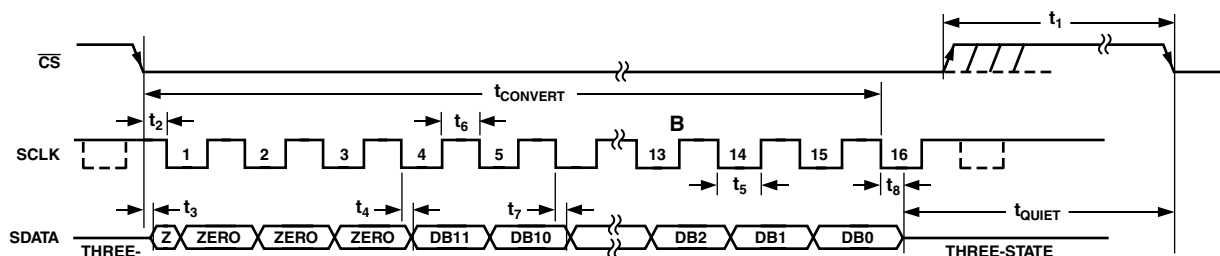 t1
CS
tCONVERT
t2 t6 B
SCLK 1 2 3 4 5 13 14 15 16
t5 t8
t3 t4 t7 tQUIET
SDATA Z ZERO ZERO ZERO DB11 DB10 DB2 DB1 DB0
THREE- THREE-STATE